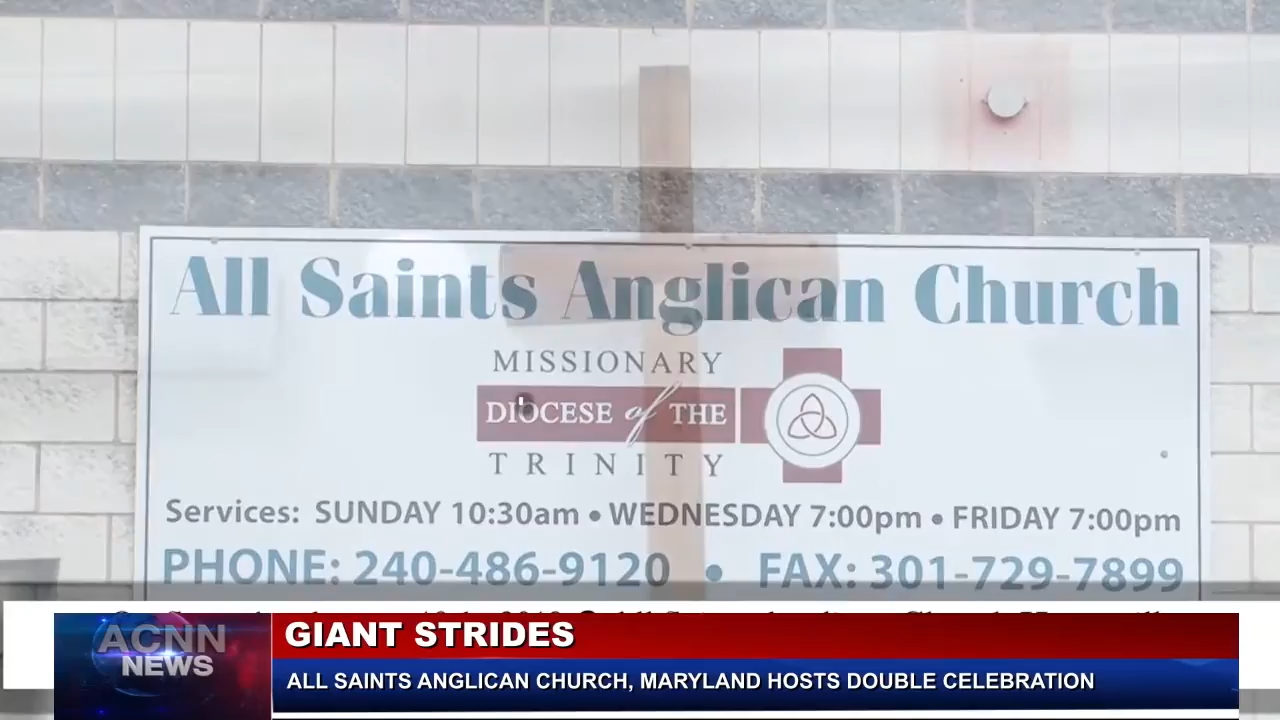 All Saints Anglican Church
MISSIONARY
DIOCESE of THE
TRINITY
Services: SUNDAY 10:30am • WEDNESDAY 7:00pm • FRIDAY 7:00pm
PHONE: 240-486-9120 • FAX: 301-729-7899
ACNN
NEWS
GIANT STRIDES
ALL SAINTS ANGLICAN CHURCH, MARYLAND HOSTS DOUBLE CELEBRATION